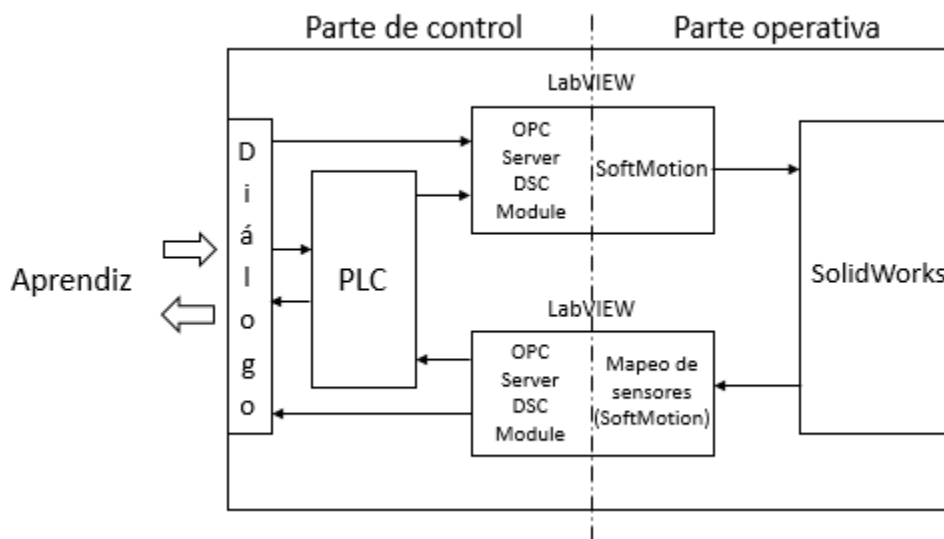 Parte de control
Parte operativa
LabVIEW
OPC
Server
DSC
Module
SoftMotion
D
i
á
l
o
g
o
PLC
Aprendiz
SolidWorks
LabVIEW
OPC
Server
DSC
Module
Mapeo de
sensores
(SoftMotion)